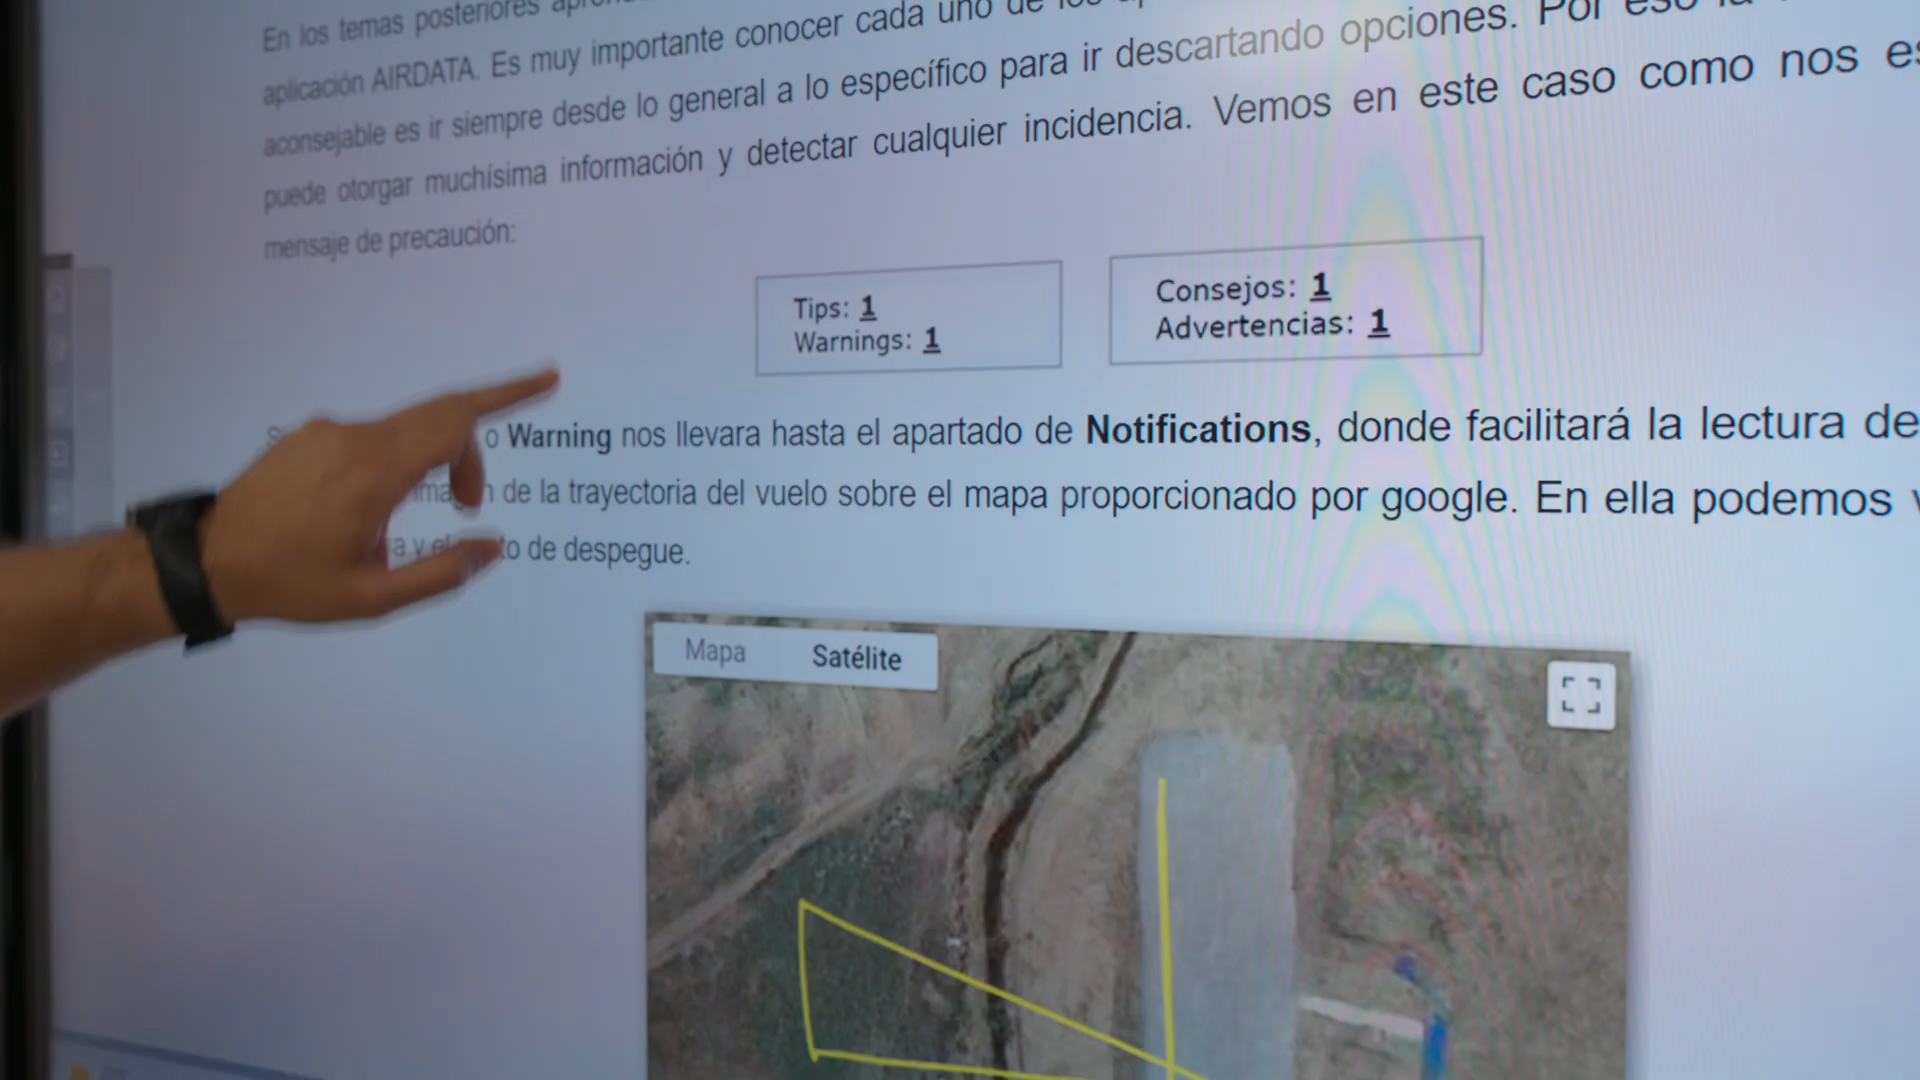 En los temas posteriores
aplicación AIRDATA. Es muy importante conocer cada uno de los
aconsejable es ir siempre desde lo general a lo específico para ir descartando opciones. Por eso la
puede otorgar muchísima información y detectar cualquier incidencia. Vemos en este caso como nos
mensaje de precaución:
Tips: 1
Warnings: 1
Consejos: 1
Advertencias: 1
o Warning nos llevara hasta el apartado de Notifications, donde facilitará la lectura de
de la trayectoria del vuelo sobre el mapa proporcionado por google. En ella podemos
de despegue.
Mapa
Satélite